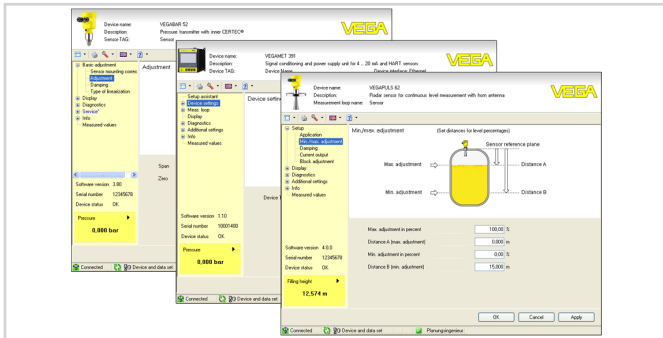 Device name: VEGABAR 52
Description: Pressure transmitter with inner CERTEC®
Sensor TAG: Sensor
VEGA
Basic adjustment
Sensor mounting correc
Adjustment
Damping
Type of linearization
Display
Diagnostics
Service
Info
Measured values
Adjustment
Span
Zero
Software version 3.80
Serial number 12345678
Device status OK
Pressure
0,000 bar
Connected
Device and data set
Device name: VEGAMET 391
Description: Signal conditioning and power supply unit for 4 .. 20 mA and HART sensors
Device TAG: Device Name
Device interface: Ethernet
VEGA
Setup assistant
Device settings
Meas. loop
Display
Diagnostics
Additional settings
Info
Measured values
Device settin
Device T
Software version 1.10
Serial number 10001400
Device status OK
Pressure
0,000 bar
Connected
Device and data set
Device name: VEGAPULS 62
Description: Radar sensor for continuous level measurement with horn antenna
Measurement loop name: Sensor
VEGA
Setup
Application
Min./max. adjustment
Damping
Current output
Block adjustment
Display
Diagnostics
Additional settings
Info
Measured values
Min./max. adjustment
(Set distances for level percentages)
Sensor reference plane
Max. adjustment
Distance A
Min. adjustment
Distance B
Max. adjustment in percent 100,00 %
Distance A (max. adjustment) 0,000 m
Min. adjustment in percent 0,00 %
Distance B (min. adjustment) 15,000 m
Software version 4.0.0
Serial number 12345678
Device status OK
Filling height
12,574 m
OK
Cancel
Apply
Connected
Device and data set
Planungsingenieur